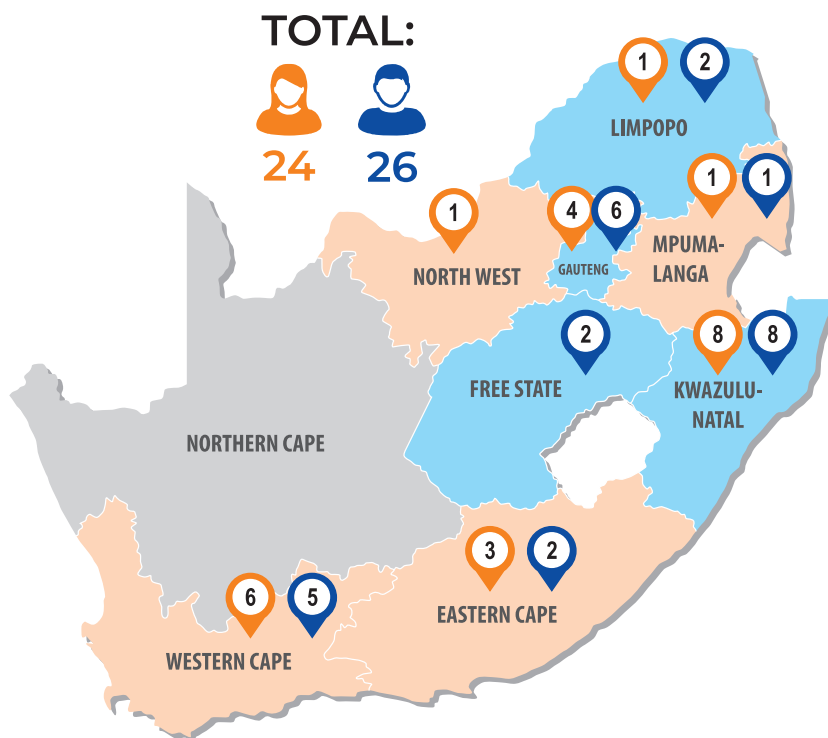 TOTAL:
24 26
1 2
LIMPOPO
1 1
1
4 6
MPUMA-
LANGA
GAUTENG
NORTH WEST
2
8 8
FREE STATE
KWAZULU-
NATAL
NORTHERN CAPE
3 2
6 5
EASTERN CAPE
WESTERN CAPE